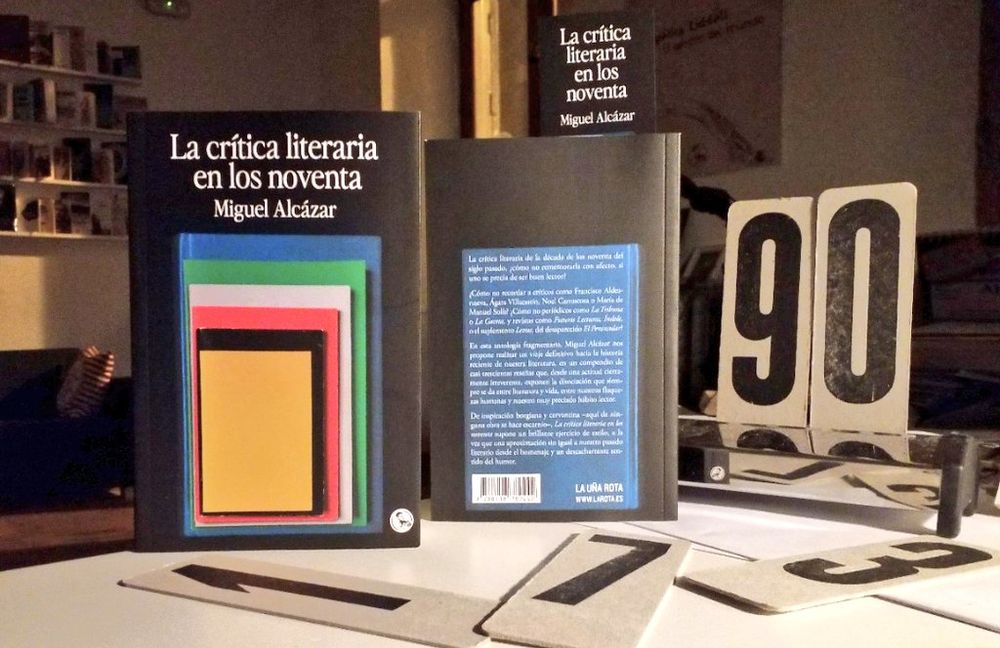 La crítica literaria
en los noventa
Miguel Alcázar
La crítica
literaria
en los
noventa
Miguel Alcázar
La crítica literaria de la década de los noventa del
siglo pasado, ¿cómo no rememorarla con afecto, si
uno se precia de ser buen lector?
¿Cómo no recordar a críticos como Francisco
Ágata Villacastín, Noel Carrascosa o María de
Manuel Solís? ¿Cómo no periódicos como La Tribuna
o La Gaceta, y revistas como Futuris Lecturas, Índole,
o el suplemento Letras, del desaparecido El Presenciador?
En esta antología fragmentaria, Miguel Alcázar nos
propone realizar un viaje definitivo hacia la historia
reciente de nuestra literatura, en un compendio de
casi trescientas reseñas que, desde una actitud cierta-
mente irreverente, exponen la disociación que siem-
pre se da entre literatura y vida, entre nuestras flaque-
zas humanas y nuestro muy preciado hábito lector.
De inspiración borgiana y cervantina –aquí de nin-
guna obra se hace escarnio–, La crítica literaria en los
noventa supone un brillante ejercicio de estilo, a la
vez que una aproximación sin igual a nuestro pasado
literario desde el homenaje y un descacharrante sen-
tido del humor.
LA UÑA ROTA
WWW.LAROTA.ES
90
1
7
3